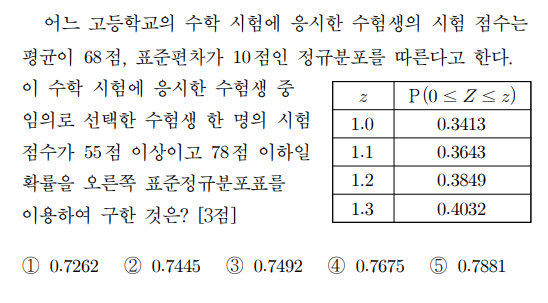 어느 고등학교의 수학 시험에 응시한 수험생의 시험 점수는
평균이 68점, 표준편차가 10점인 정규분포를 따른다고 한다.
이 수학 시험에 응시한 수험생 중
임의로 선택한 수험생 한 명의 시험
점수가 55점 이상이고 78점 이하일
확률을 오른쪽 표준정규분포표를
이용하여 구한 것은? [3점]
z P(0 ≤ Z ≤ z)
1.0 0.3413
1.1 0.3643
1.2 0.3849
1.3 0.4032
① 0.7262 ② 0.7445 ③ 0.7492 ④ 0.7675 ⑤ 0.7881